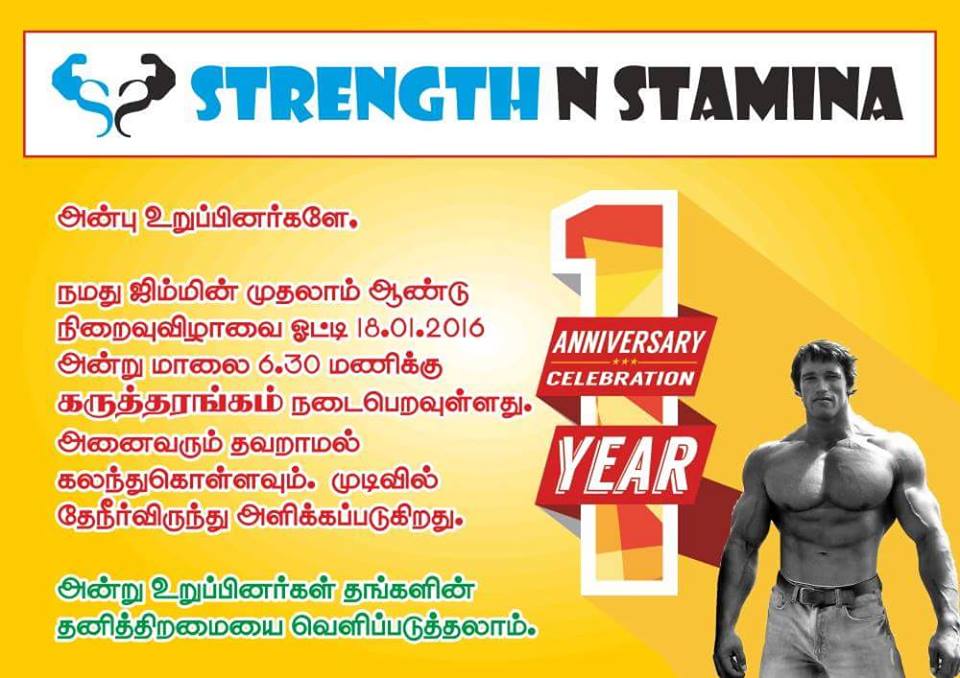 STRENGTH N STAMINA
அன்பு உறுப்பினர்களே.
நமது ஜிம்மின் முதலாம் ஆண்டு
நிறைவுவிழாவை ஓட்டி 18.01.2016
அன்று மாலை 6.30 மணிக்கு
கருத்தரங்கம் நடைபெறவுள்ளது.
அனைவரும் தவறாமல்
கலந்துகொள்ளவும். முடிவில்
தேநீர்விருந்து அளிக்கப்படுகிறது.
அன்று உறுப்பினர்கள் தங்களின்
தனித்திறமையை வெளிப்படுத்தலாம்.
1
ANNIVERSARY
CELEBRATION
YEAR